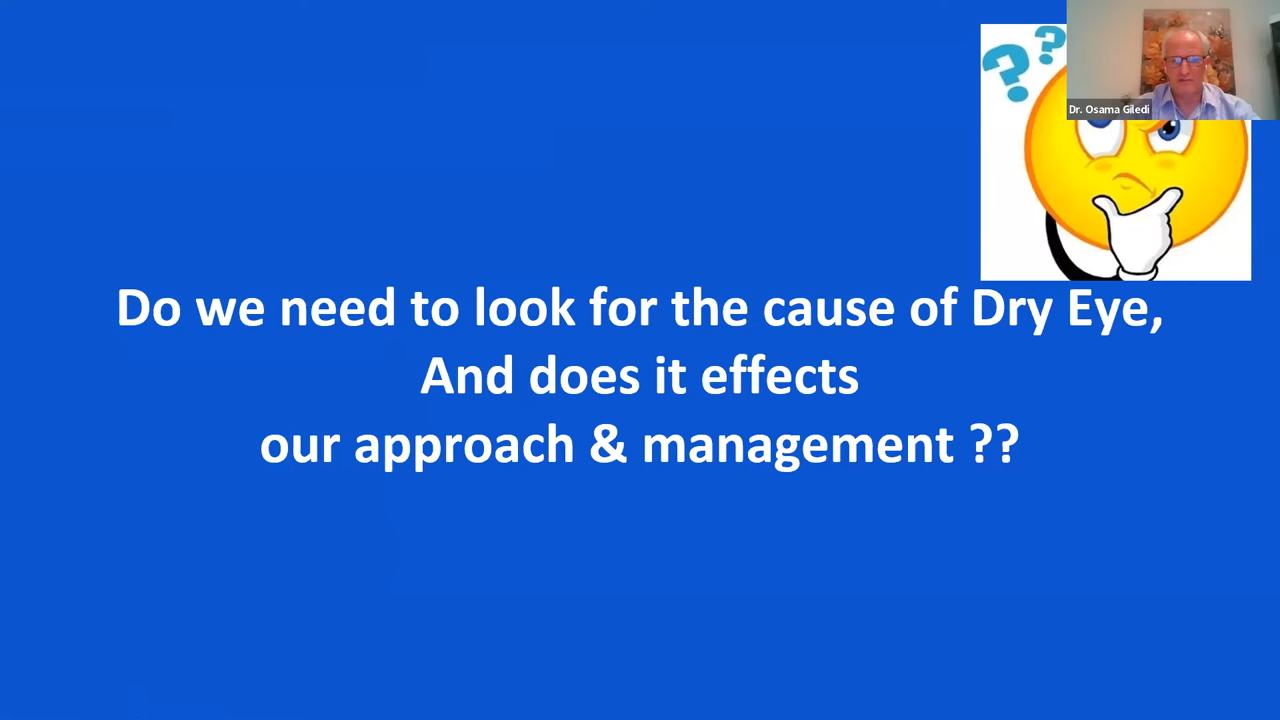 ? ?
Dr. Osama Giledi
Do we need to look for the cause of Dry Eye,
And does it effects
our approach & management ??